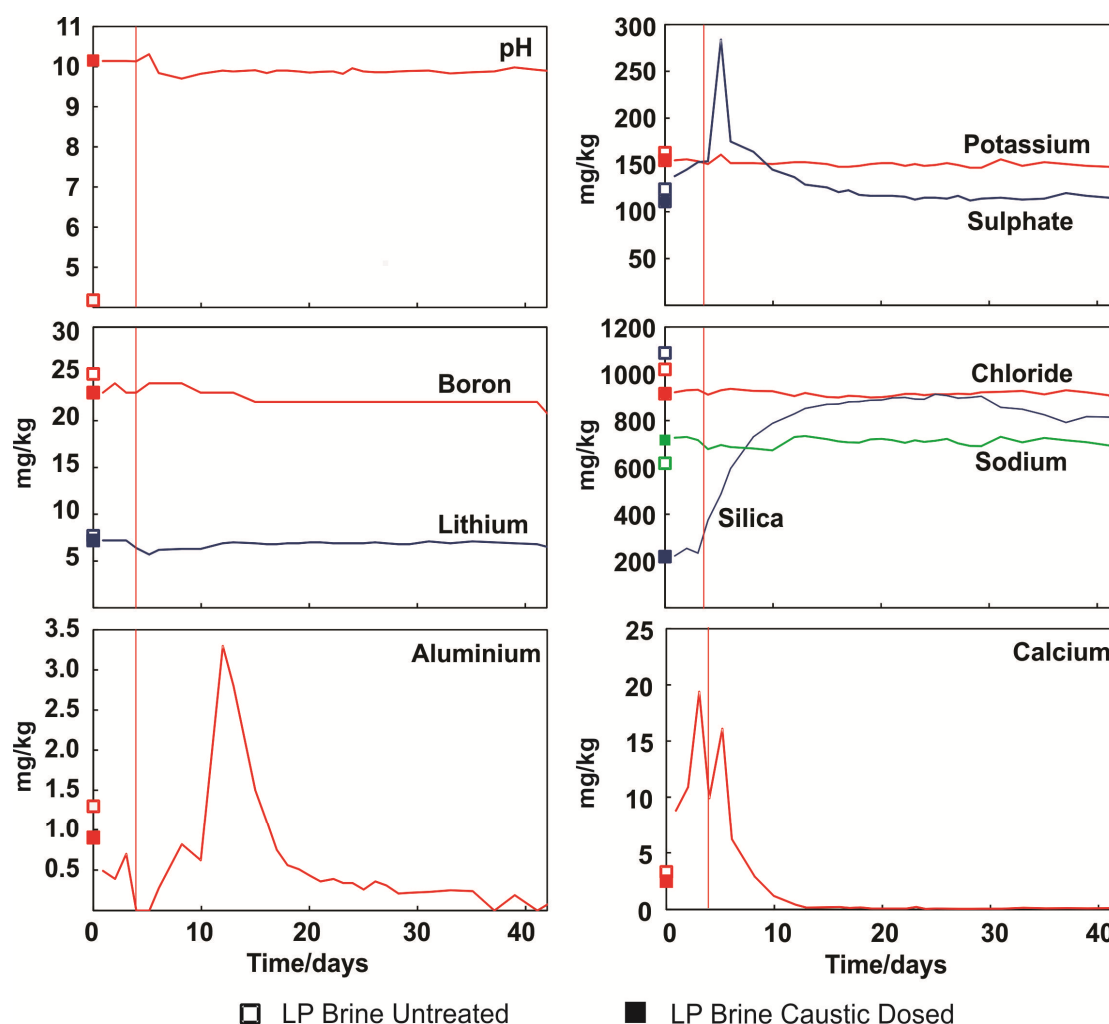 11
10
9
8
7
6
5
pH
300
250
200
150
100
50
mg/kg
Potassium
Sulphate
30
25
20
15
10
5
mg/kg
Boron
Lithium
1200
1000
800
600
400
200
mg/kg
Chloride
Sodium
Silica
3.5
3.0
2.5
2.0
1.5
1.0
0.5
mg/kg
Aluminium
0 10 20 30 40
Time/days
25
20
15
10
5
0
mg/kg
Calcium
0 10 20 30 40
Time/days
LP Brine Untreated
LP Brine Caustic Dosed